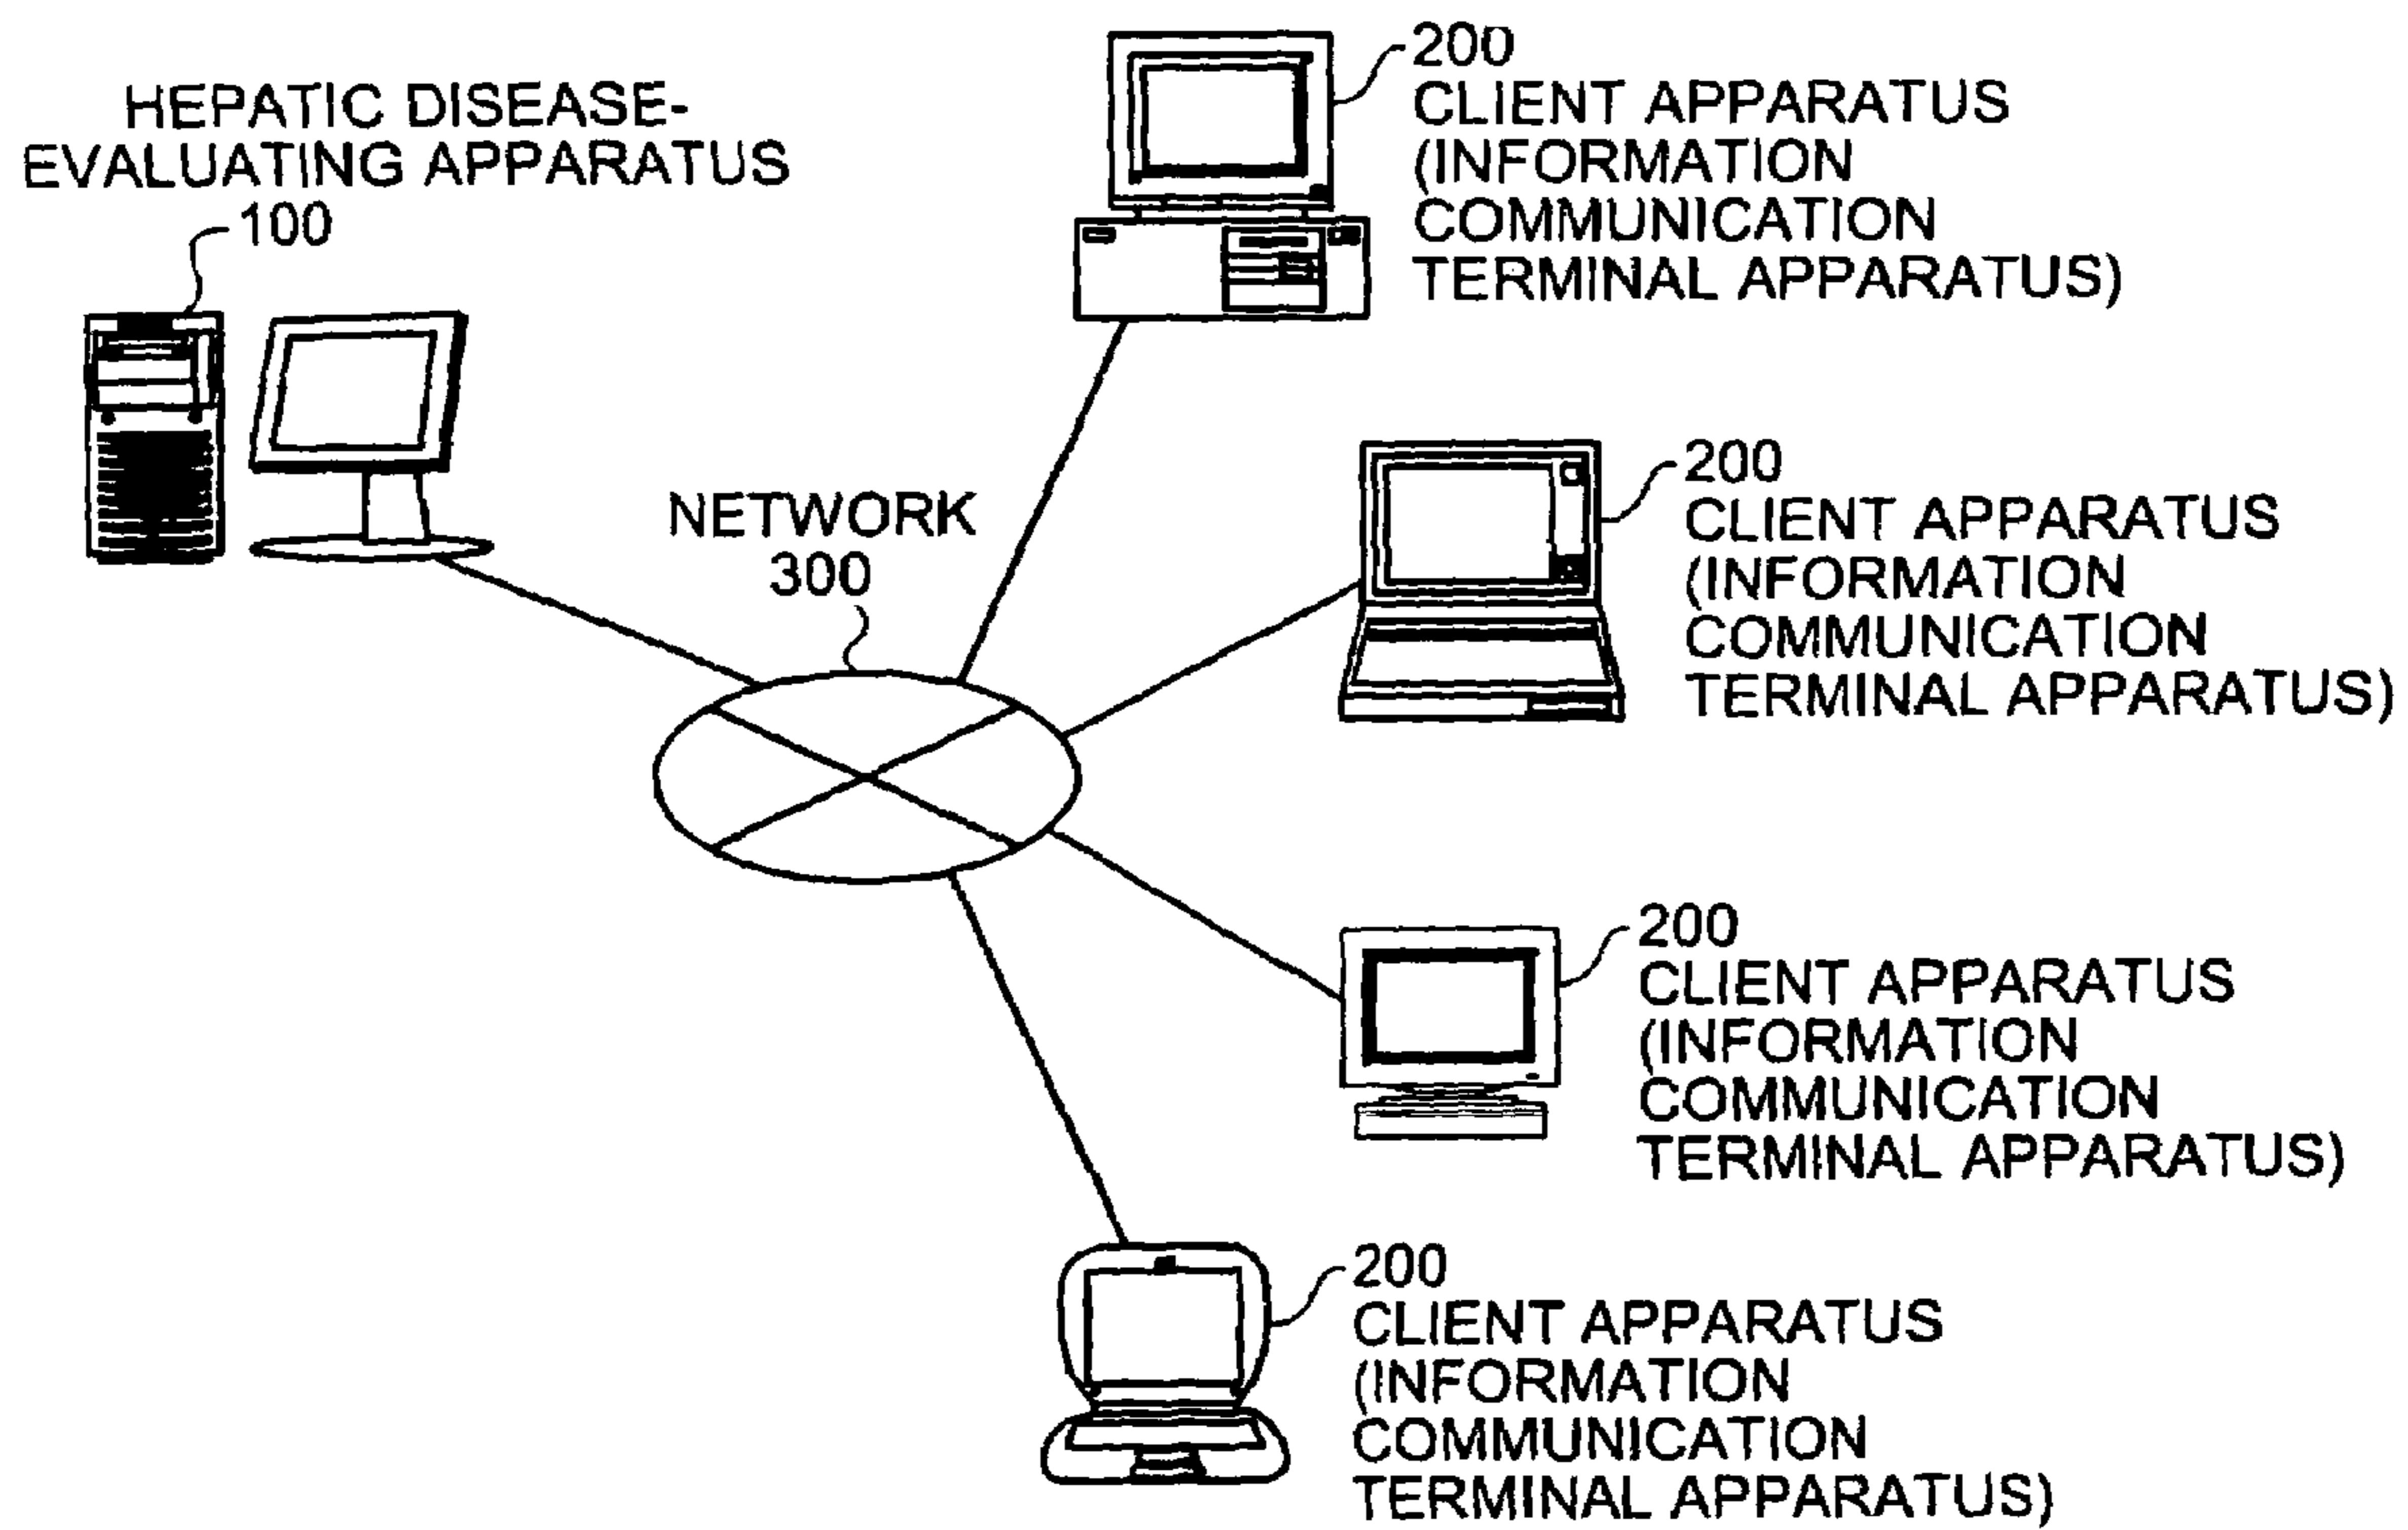 HEPATIC DISEASE-
EVALUATING APPARATUS
100
NETWORK
300
200
CLIENT APPARATUS
(INFORMATION
COMMUNICATION
TERMINAL APPARATUS)
200
CLIENT APPARATUS
(INFORMATION
COMMUNICATION
TERMINAL APPARATUS)
200
CLIENT APPARATUS
(INFORMATION
COMMUNICATION
TERMINAL APPARATUS)
200
CLIENT APPARATUS
(INFORMATION
COMMUNICATION
TERMINAL APPARATUS)